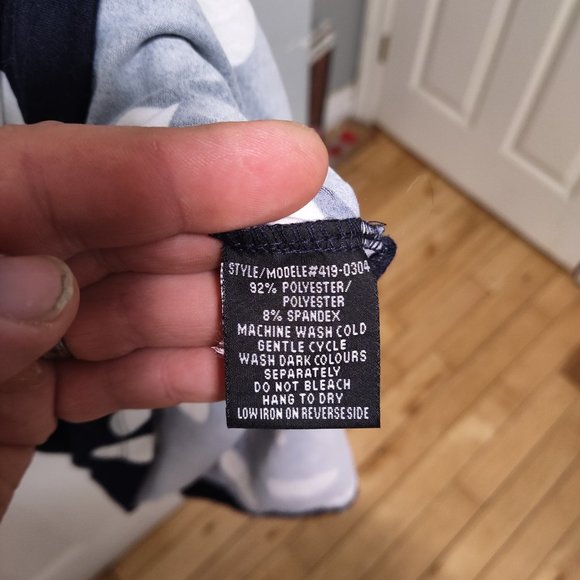 STYLE/MODELE#419-0304
92% POLYESTER/
POLYESTER
8% SPANDEX
MACHINE WASH COLD
GENTLE CYCLE
WASH DARK COLOURS
SEPARATELY
DO NOT BLEACH
HANG TO DRY
LOW IRON ON REVERSE SIDE